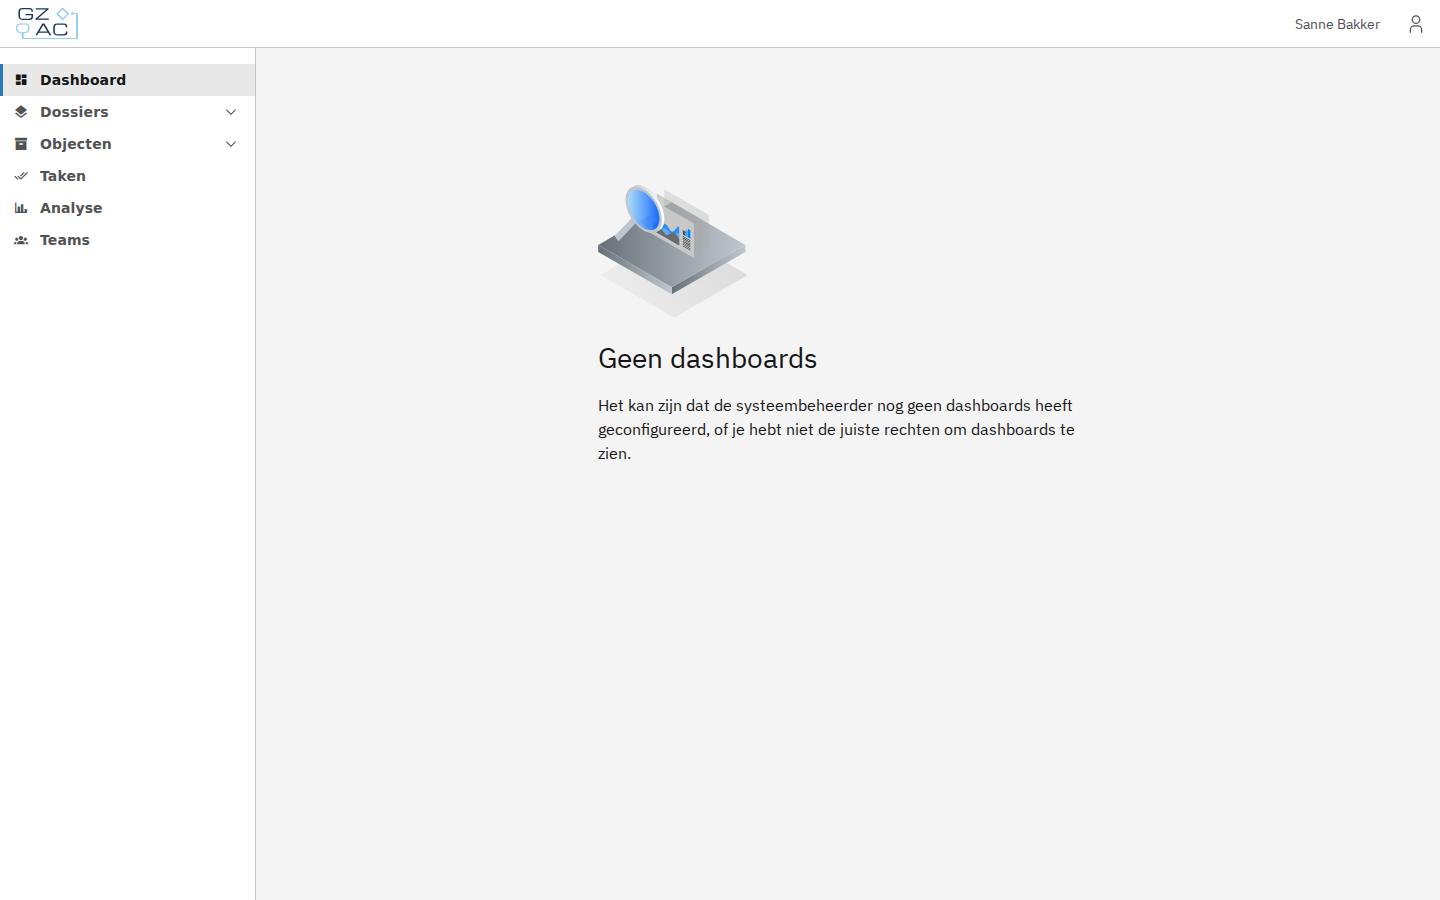 GZ
AC
Sanne Bakker
Dashboard
Dossiers
Objecten
Taken
Analyse
Teams
Geen dashboards
Het kan zijn dat de systeembeheerder nog geen dashboards heeft
geconfigureerd, of je hebt niet de juiste rechten om dashboards te
zien.